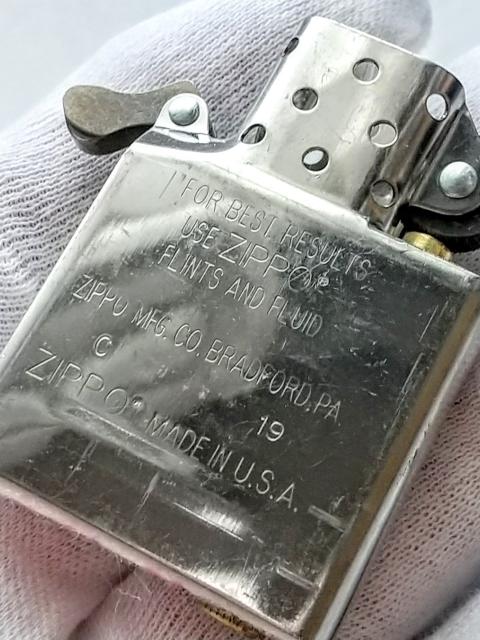 FOR BEST RESULTS
USE ZIPPO®
FLINTS AND FLUID
ZIPPO MFG. CO. BRADFORD, PA
C 19
ZIPPO® MADE IN U.S.A.